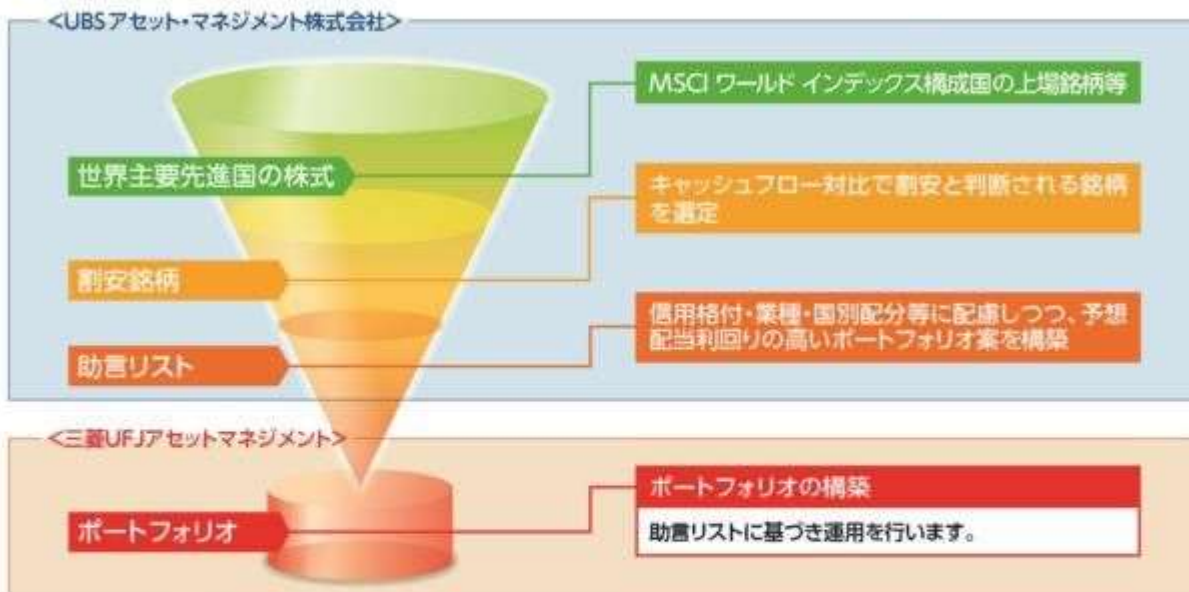 <UBSアセット・マネジメント株式会社>
MSCI ワールド インデックス構成国の上場銘柄等
世界主要先進国の株式
キャッシュフロー対比で割安と判断される銘柄
を選定
割安銘柄
信用格付・業種・国別配分等に配慮しつつ、予想
配当利回りの高いポートフォリオ案を構築
助言リスト
<三菱UFJアセットマネジメント>
ポートフォリオの構築
ポートフォリオ
助言リストに基づき運用を行います。